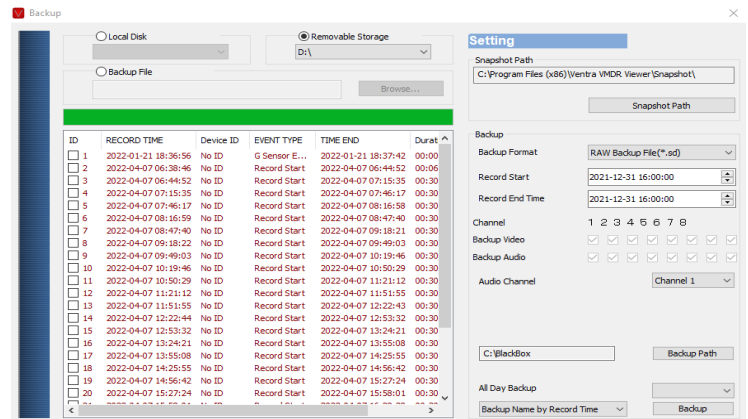 Backup
Local Disk
Removable Storage
D:\
Backup File
Browse...
ID RECORD TIME Device ID EVENT TYPE TIME END Durat
1 2022-01-21 18:36:56 No ID G Sensor E... 2022-01-21 18:37:42 00:00
2 2022-04-07 06:38:46 No ID Record Start 2022-04-07 06:44:52 00:06
3 2022-04-07 06:44:52 No ID Record Start 2022-04-07 07:15:35 00:30
4 2022-04-07 07:15:35 No ID Record Start 2022-04-07 07:46:17 00:30
5 2022-04-07 07:46:17 No ID Record Start 2022-04-07 08:16:58 00:30
6 2022-04-07 08:16:59 No ID Record Start 2022-04-07 08:47:40 00:30
7 2022-04-07 08:47:40 No ID Record Start 2022-04-07 09:18:21 00:30
8 2022-04-07 09:18:22 No ID Record Start 2022-04-07 09:49:03 00:30
9 2022-04-07 09:49:03 No ID Record Start 2022-04-07 10:19:46 00:30
10 2022-04-07 10:19:46 No ID Record Start 2022-04-07 10:50:29 00:30
11 2022-04-07 10:50:29 No ID Record Start 2022-04-07 11:21:12 00:30
12 2022-04-07 11:21:12 No ID Record Start 2022-04-07 11:51:55 00:30
13 2022-04-07 11:51:55 No ID Record Start 2022-04-07 12:22:43 00:30
14 2022-04-07 12:22:44 No ID Record Start 2022-04-07 12:53:32 00:30
15 2022-04-07 12:53:32 No ID Record Start 2022-04-07 13:24:21 00:30
16 2022-04-07 13:24:21 No ID Record Start 2022-04-07 13:55:08 00:30
17 2022-04-07 13:55:08 No ID Record Start 2022-04-07 14:25:55 00:30
18 2022-04-07 14:25:55 No ID Record Start 2022-04-07 14:56:42 00:30
19 2022-04-07 14:56:42 No ID Record Start 2022-04-07 15:27:24 00:30
20 2022-04-07 15:27:24 No ID Record Start 2022-04-07 15:58:01 00:30
Setting
Snapshot Path
C:\Program Files (x86)\Ventra VMDR Viewer\Snapshot\
Snapshot Path
Backup
Backup Format RAW Backup File(*.sd)
Record Start 2021-12-31 16:00:00
Record End Time 2021-12-31 16:00:00
Channel 1 2 3 4 5 6 7 8
Backup Video
Backup Audio
Audio Channel Channel 1
C:\BlackBox Backup Path
All Day Backup
Backup Name by Record Time Backup